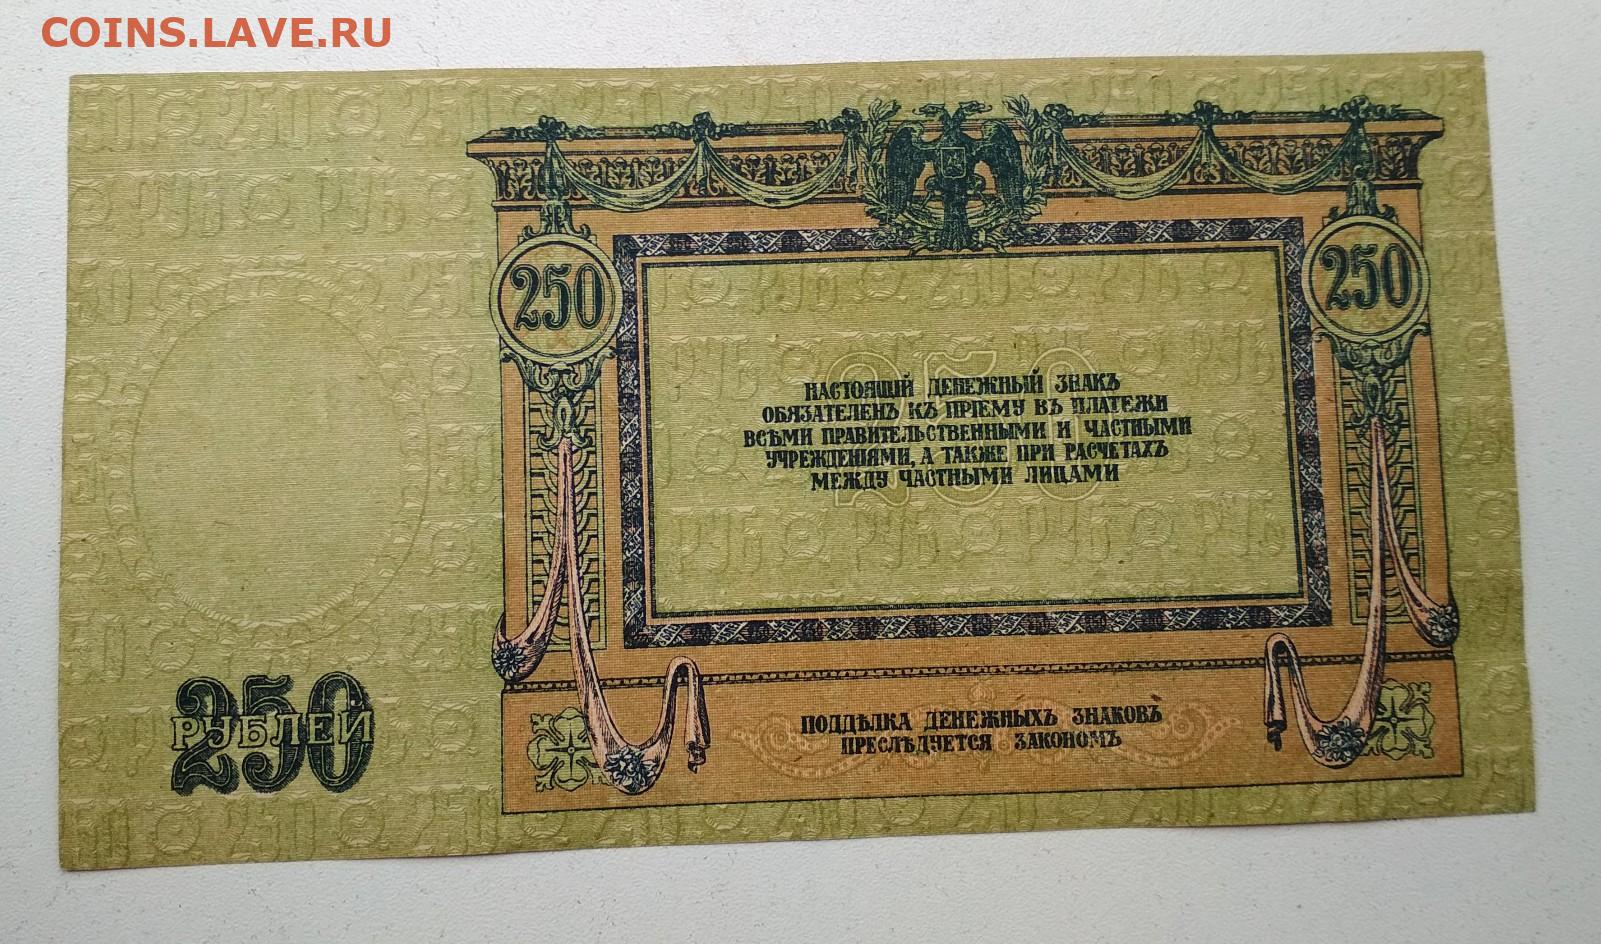 COINS.LAVE.RU
250
250
НАСТОЯЩІЙ ДЕНЕЖНЫЙ ЗНАКЪ
ОБЯЗАТЕЛЕНЪ КЪ ПРІЕМУ ВЪ ПЛАТЕЖИ
ВСѢМИ ПРАВИТЕЛЬСТВЕННЫМИ И ЧАСТНЫМИ
УЧРЕЖДЕНІЯМИ, А ТАКЖЕ ПРИ РАСЧЕТАХЪ
МЕЖДУ ЧАСТНЫМИ ЛИЦАМИ
250
250
РУБЛЕЙ
ПОДДѢЛКА ДЕНЕЖНЫХЪ ЗНАКОВЪ
ПРЕСЛѢДУЕТСЯ ЗАКОНОМЪ